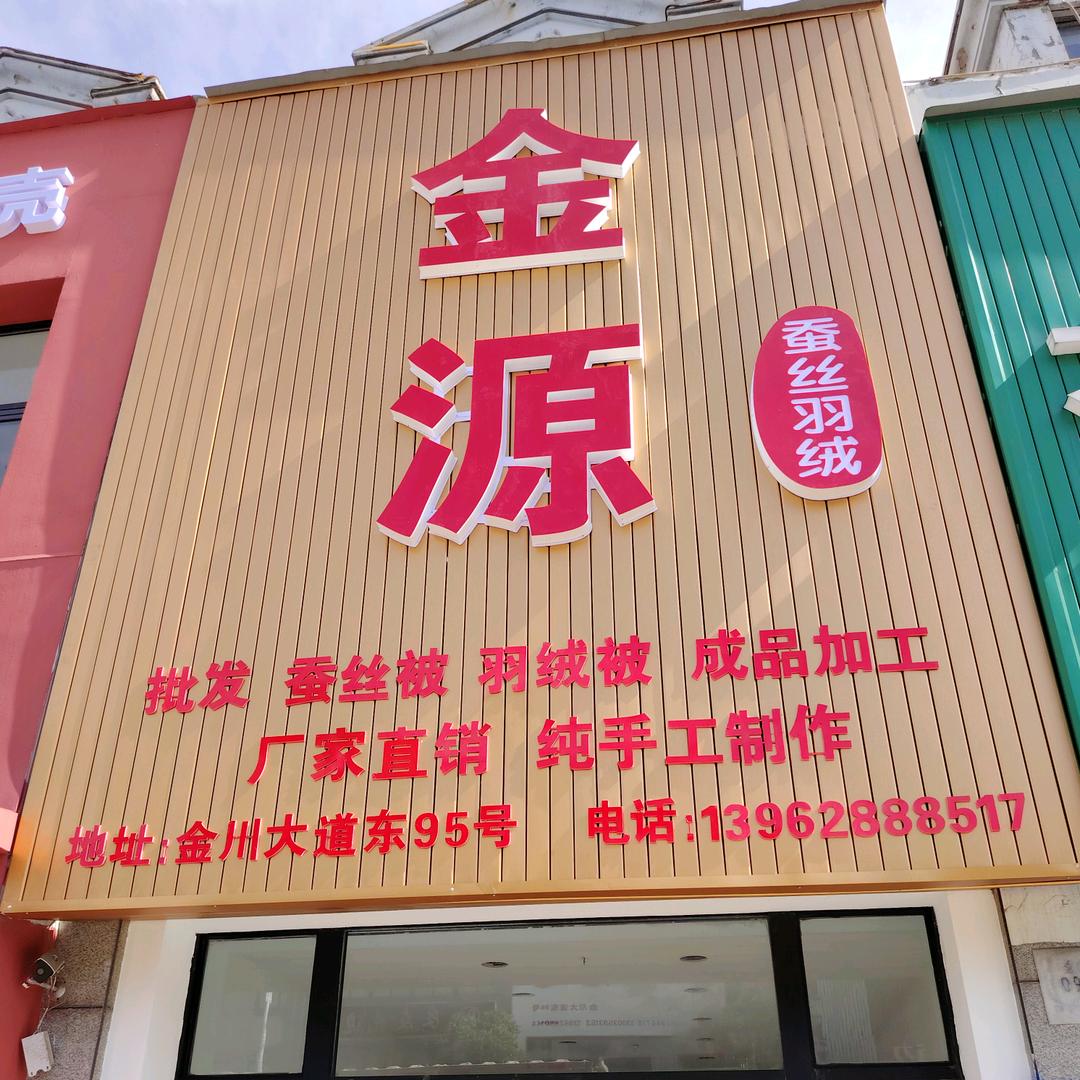 壳
金
源
蚕丝羽绒
批发 蚕丝被 羽绒被 成品加工
厂家直销 纯手工制作
地址:金川大道东95号 电话:13962888517